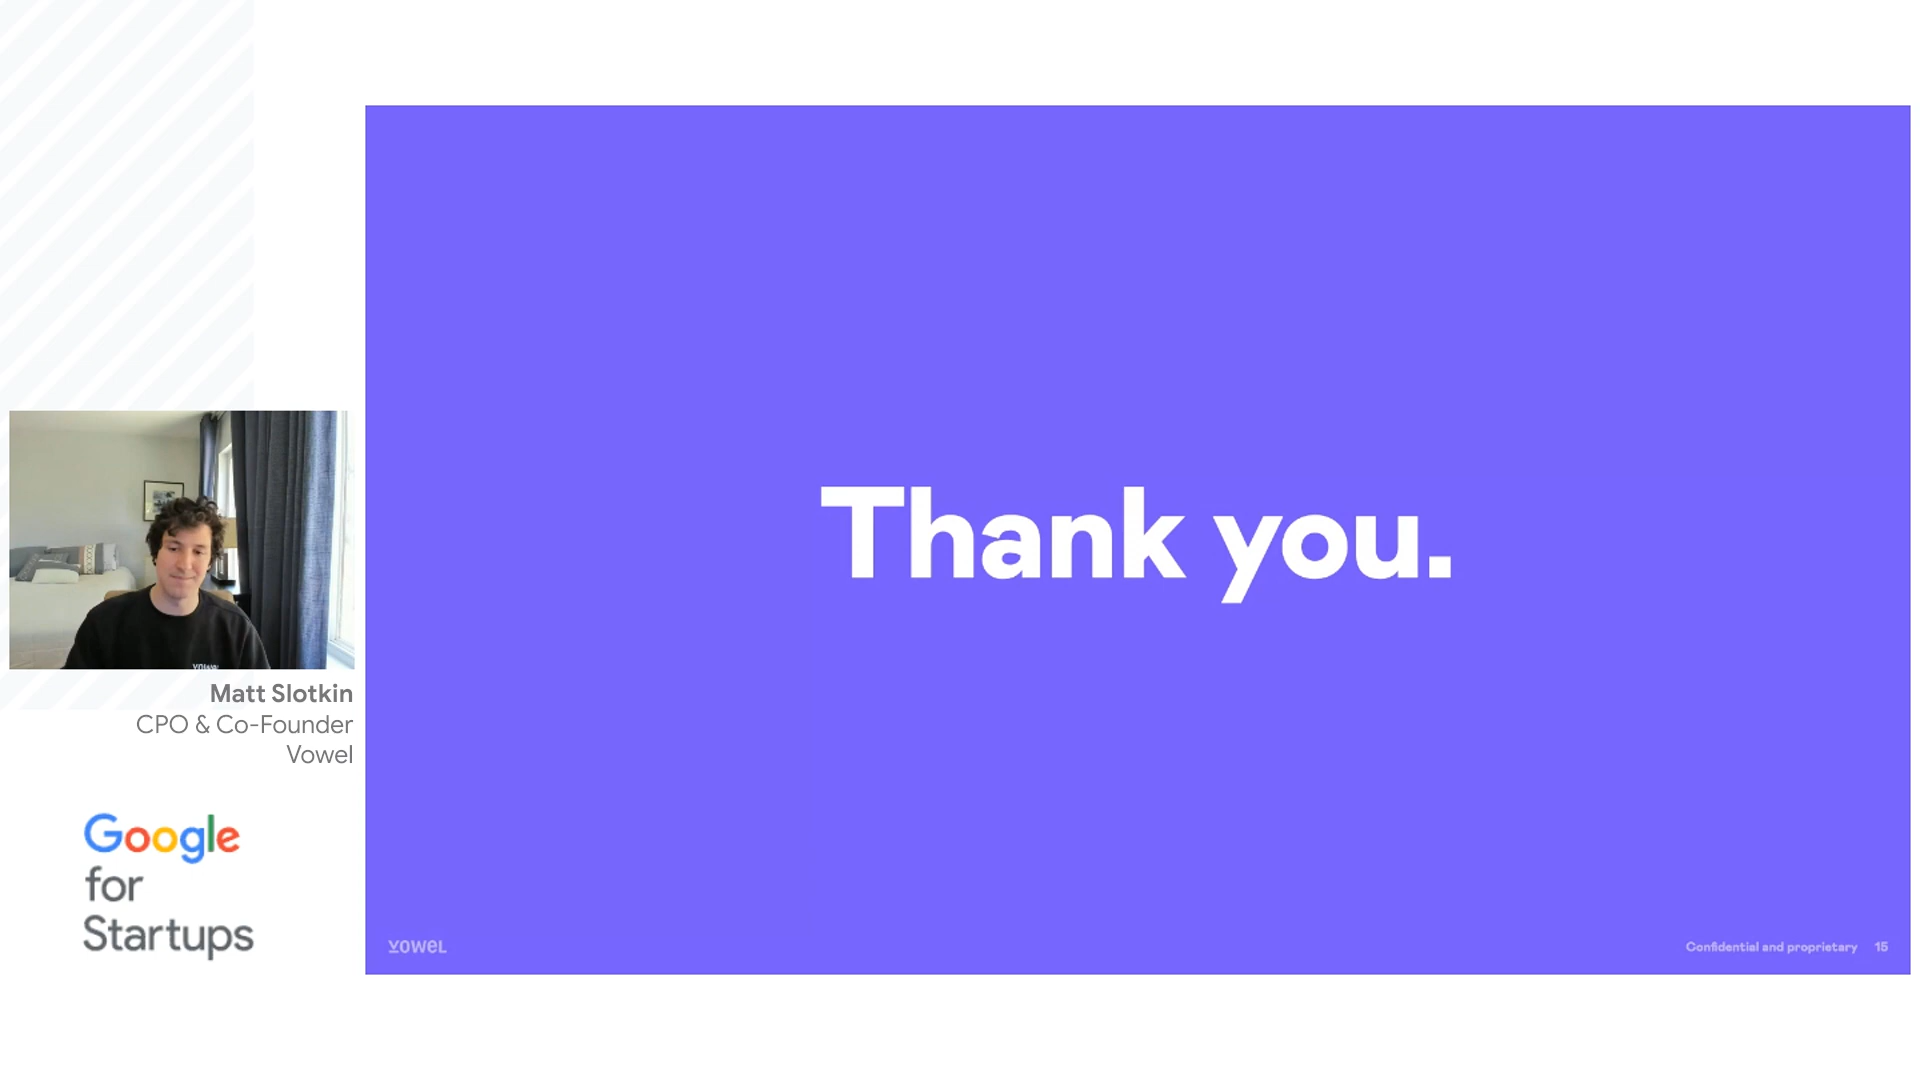 Thank you.
vowel
Confidential and proprietary 15
Matt Slotkin
CPO & Co-Founder
Vowel
Google
for
Startups